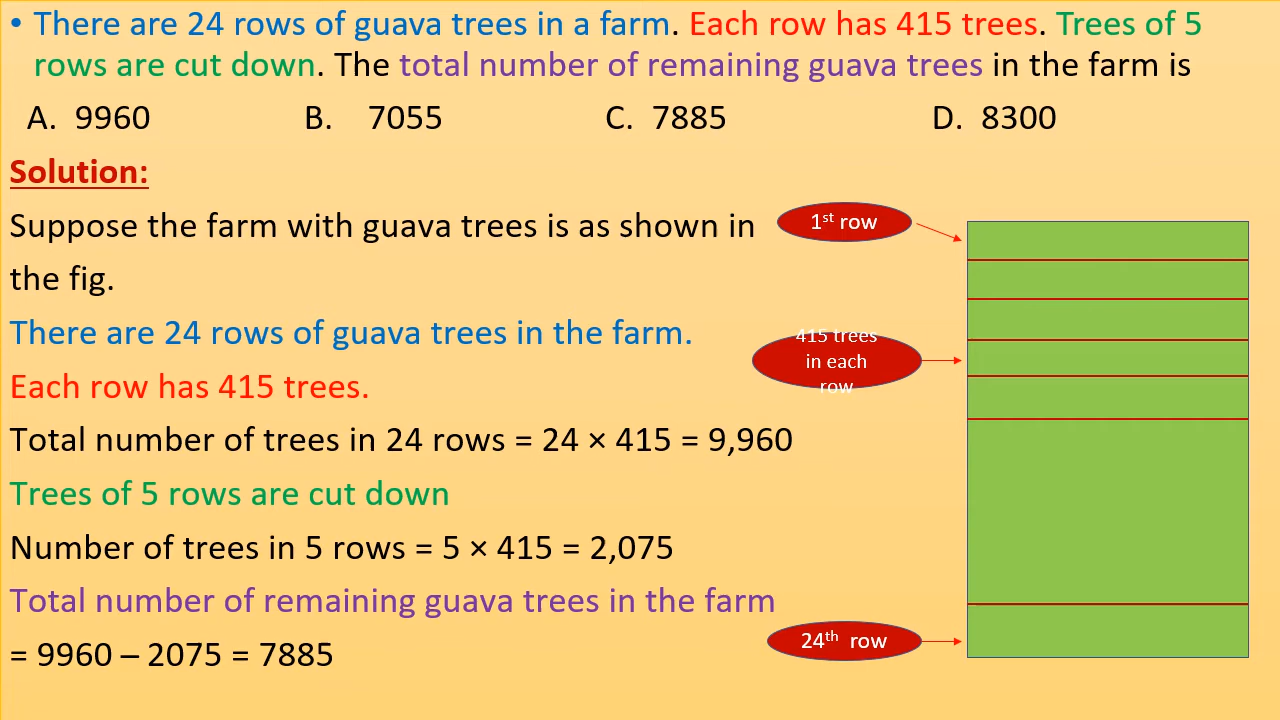 • There are 24 rows of guava trees in a farm. Each row has 415 trees. Trees of 5
rows are cut down. The total number of remaining guava trees in the farm is
A. 9960 B. 7055 C. 7885 D. 8300
Solution:
Suppose the farm with guava trees is as shown in
the fig.
There are 24 rows of guava trees in the farm.
Each row has 415 trees.
Total number of trees in 24 rows = 24 × 415 = 9,960
Trees of 5 rows are cut down
Number of trees in 5 rows = 5 × 415 = 2,075
Total number of remaining guava trees in the farm
= 9960 – 2075 = 7885
1st row
415 trees
in each
row
24th row